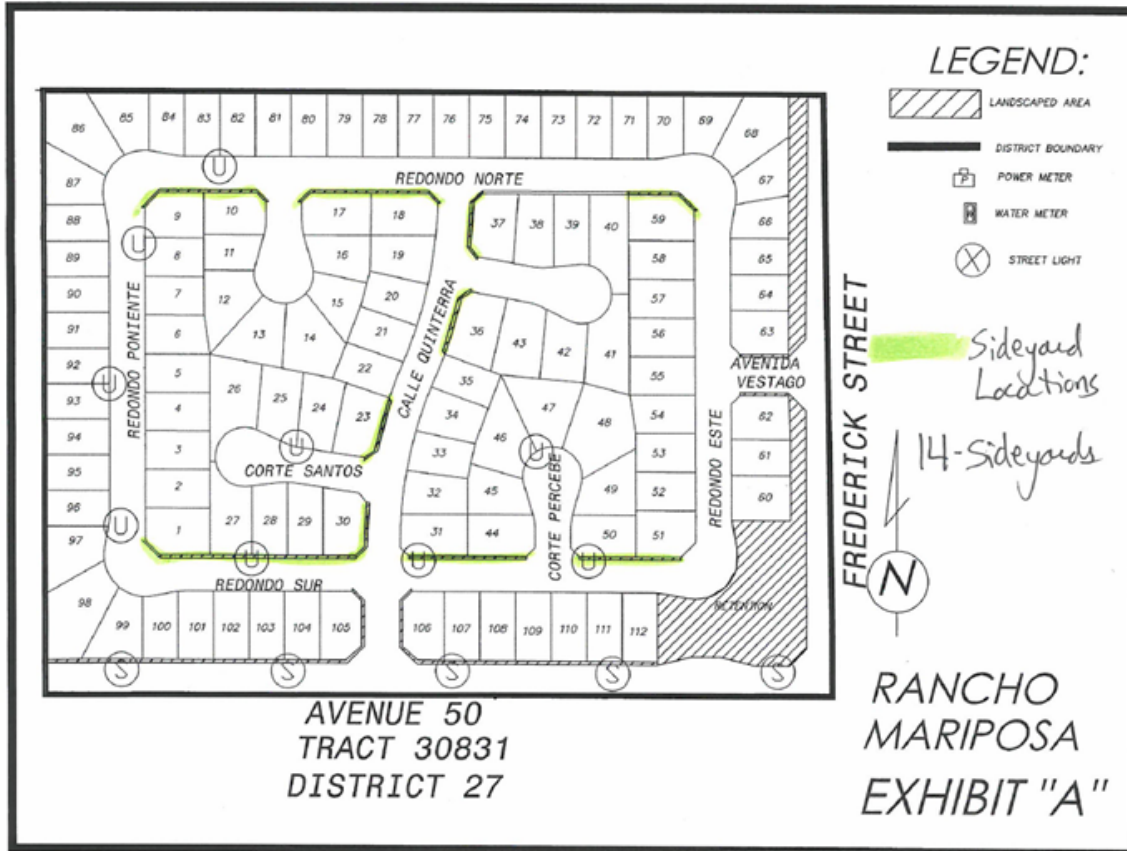 LEGEND:
LANDSCAPED AREA
DISTRICT BOUNDARY
P
POWER METER
WATER METER
STREET LIGHT
Sideyard
Locations
14-Sideyards
FREDERICK STREET
N
86 85 84 83 82 81 80 79 78 77 76 75 74 73 72 71 70 69 68
U
87 67
REDONDO NORTE
88 9 10 17 18 37 38 39 40 59 66
U
89 8 11 16 19 58 65
90 7 12 15 20 57 64
91 6 13 14 21 36 43 42 41 56 63
REDONDO PONIENTE
CALLE QUINTERRA
AVENIDA
VESTAGO
92 5 22 35 55
U
93 4 26 25 24 23 34 47 48 54 62
94 3 33 46 53 61
U
U
CORTE SANTOS
95 2 32 45 49 52 60
CORTE PERCEBE
REDONDO ESTE
96 1 27 28 29 30 31 44 50 51
U
97
U
U
U
REDONDO SUR
98 99 100 101 102 103 104 105 106 107 108 109 110 111 112
RETENTION
S
S
S
S
S
AVENUE 50
TRACT 30831
DISTRICT 27
RANCHO
MARIPOSA
EXHIBIT "A"